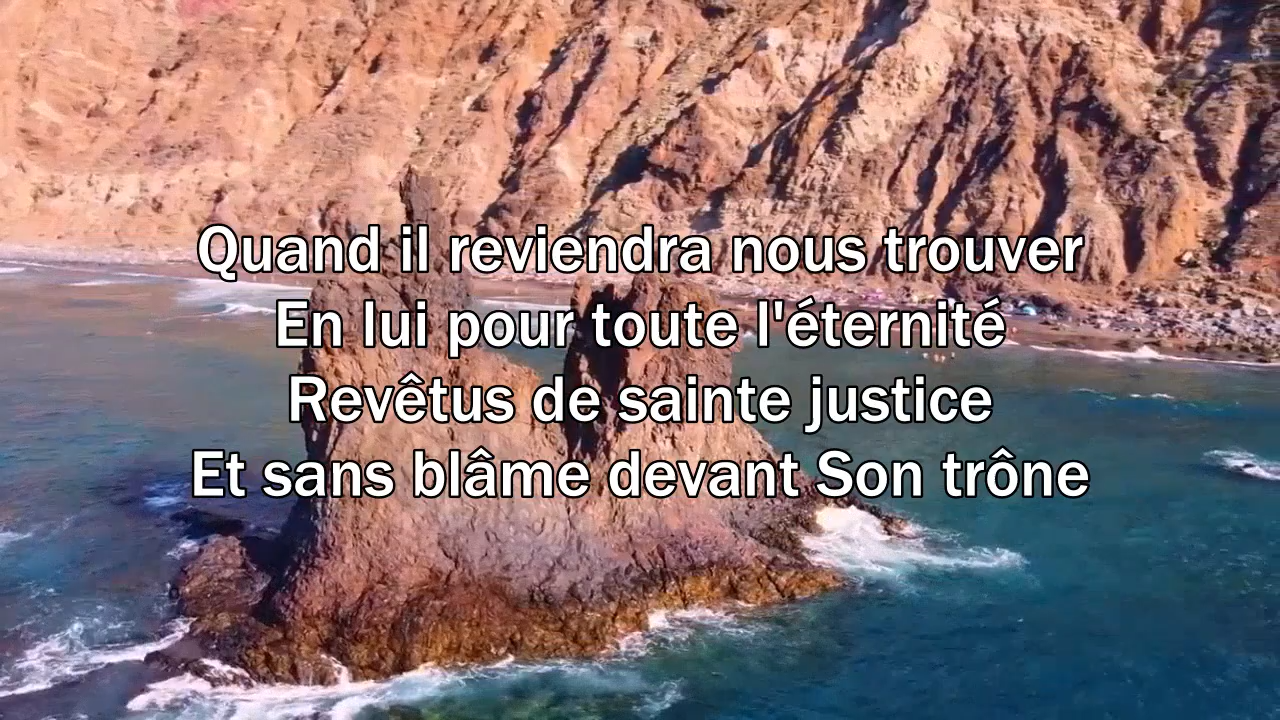 Quand il reviendra nous trouver
En lui pour toute l'éternité
Revêtus de sainte justice
Et sans blâme devant Son trône